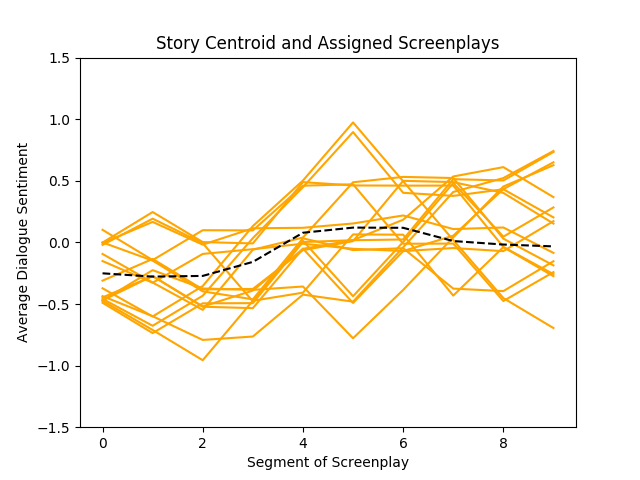 Story Centroid and Assigned Screenplays
1.5
1.0
0.5
0.0
−0.5
−1.0
−1.5
Average Dialogue Sentiment
0 2 4 6 8
Segment of Screenplay